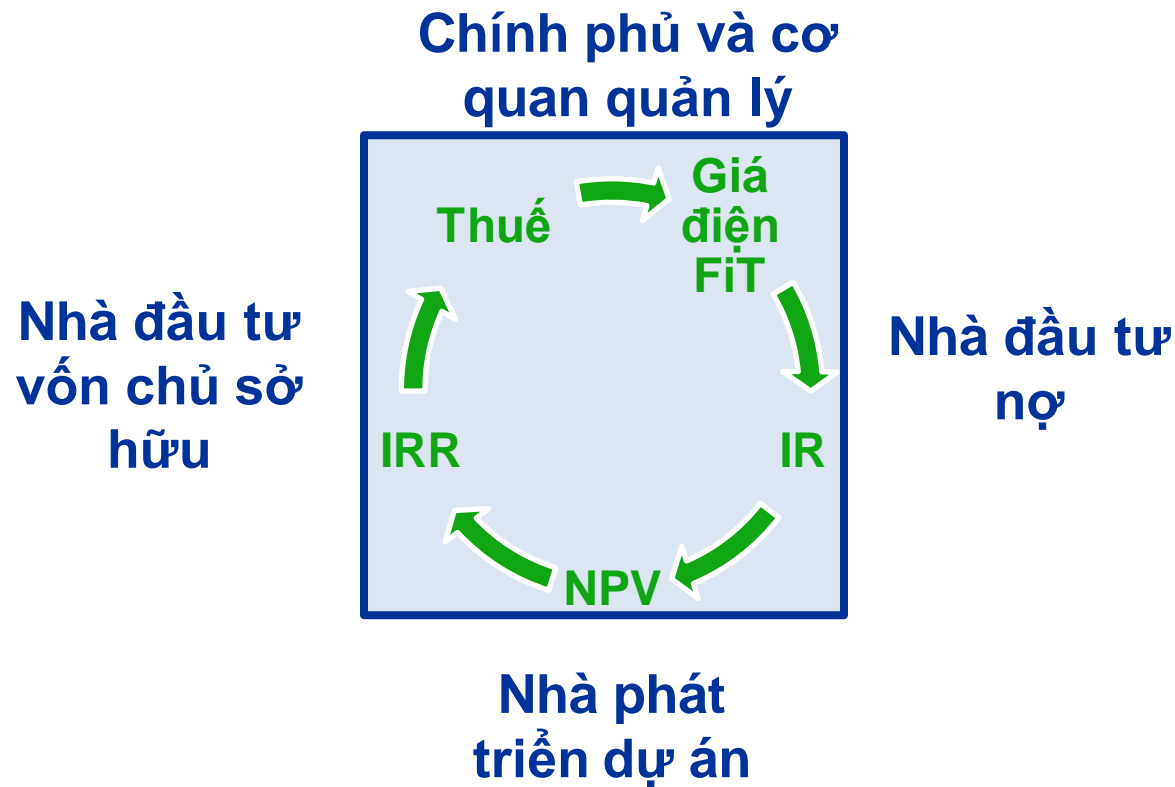 Chính phủ và cơ
quan quản lý
Thuế
Giá
điện
FiT
Nhà đầu tư
vốn chủ sở
hữu
Nhà đầu tư
nợ
IRR
IR
NPV
Nhà phát
triển dự án